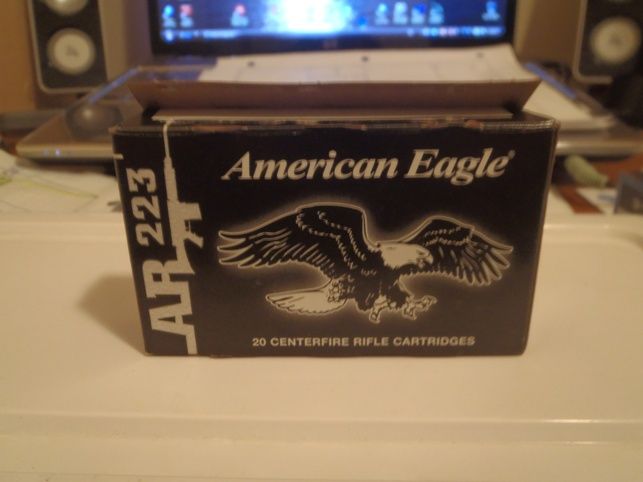 AR 223
American Eagle®
20 CENTERFIRE RIFLE CARTRIDGES